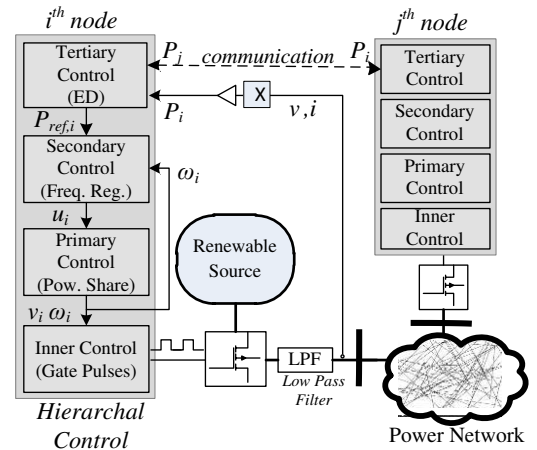 i^th node
Tertiary
Control
(ED)
P_ref,i
Secondary
Control
(Freq. Reg.)
u_i
Primary
Control
(Pow. Share)
v_i ω_i
Inner Control
(Gate Pulses)
Hierarchal
Control
P_j communication P_i
P_i
X
v,i
ω_i
Renewable
Source
LPF
Low Pass
Filter
j^th node
Tertiary
Control
Secondary
Control
Primary
Control
Inner
Control
Power Network